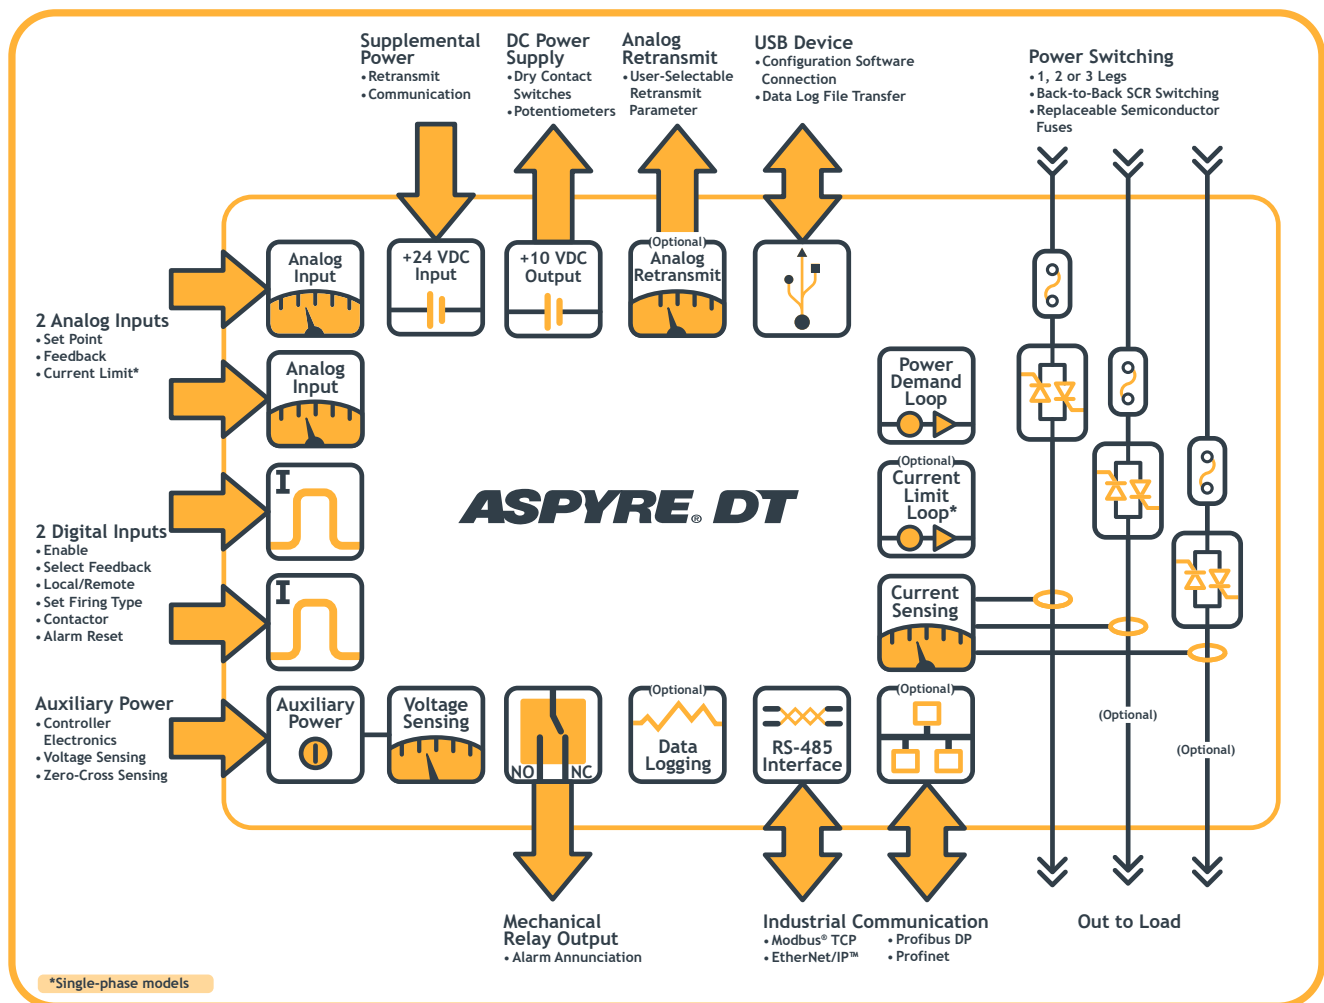 Supplemental
Power
• Retransmit
• Communication
DC Power
Supply
• Dry Contact
Switches
• Potentiometers
Analog
Retransmit
• User-Selectable
Retransmit
Parameter
USB Device
• Configuration Software
Connection
• Data Log File Transfer
Power Switching
• 1, 2 or 3 Legs
• Back-to-Back SCR Switching
• Replaceable Semiconductor
Fuses
2 Analog Inputs
• Set Point
• Feedback
• Current Limit*
Analog
Input
+24 VDC
Input
+10 VDC
Output
(Optional)
Analog
Retransmit
Analog
Input
Power
Demand
Loop
2 Digital Inputs
• Enable
• Select Feedback
• Local/Remote
• Set Firing Type
• Contactor
• Alarm Reset
I
I
ASPYRE® DT
(Optional)
Current
Limit
Loop*
Current
Sensing
Auxiliary Power
• Controller
Electronics
• Voltage Sensing
• Zero-Cross Sensing
Auxiliary
Power
Voltage
Sensing
NO NC
(Optional)
Data
Logging
RS-485
Interface
(Optional)
(Optional)
(Optional)
Mechanical
Relay Output
• Alarm Annunciation
Industrial Communication
• Modbus® TCP
• EtherNet/IP™
• Profibus DP
• Profinet
Out to Load
*Single-phase models